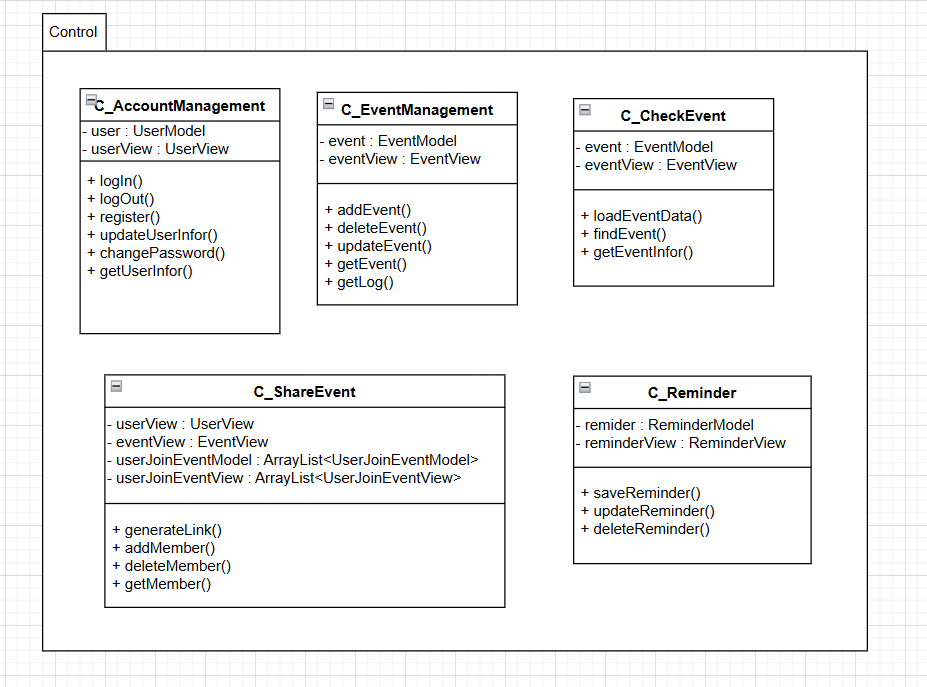 Control
C_AccountManagement
- user : UserModel
- userView : UserView
+ logIn()
+ logOut()
+ register()
+ updateUserInfor()
+ changePassword()
+ getUserInfor()
C_EventManagement
- event : EventModel
- eventView : EventView
+ addEvent()
+ deleteEvent()
+ updateEvent()
+ getEvent()
+ getLog()
C_CheckEvent
- event : EventModel
- eventView : EventView
+ loadEventData()
+ findEvent()
+ getEventInfor()
C_ShareEvent
- userView : UserView
- eventView : EventView
- userJoinEventModel : ArrayList<UserJoinEventModel>
- userJoinEventView : ArrayList<UserJoinEventView>
+ generateLink()
+ addMember()
+ deleteMember()
+ getMember()
C_Reminder
- remider : ReminderModel
- reminderView : ReminderView
+ saveReminder()
+ updateReminder()
+ deleteReminder()